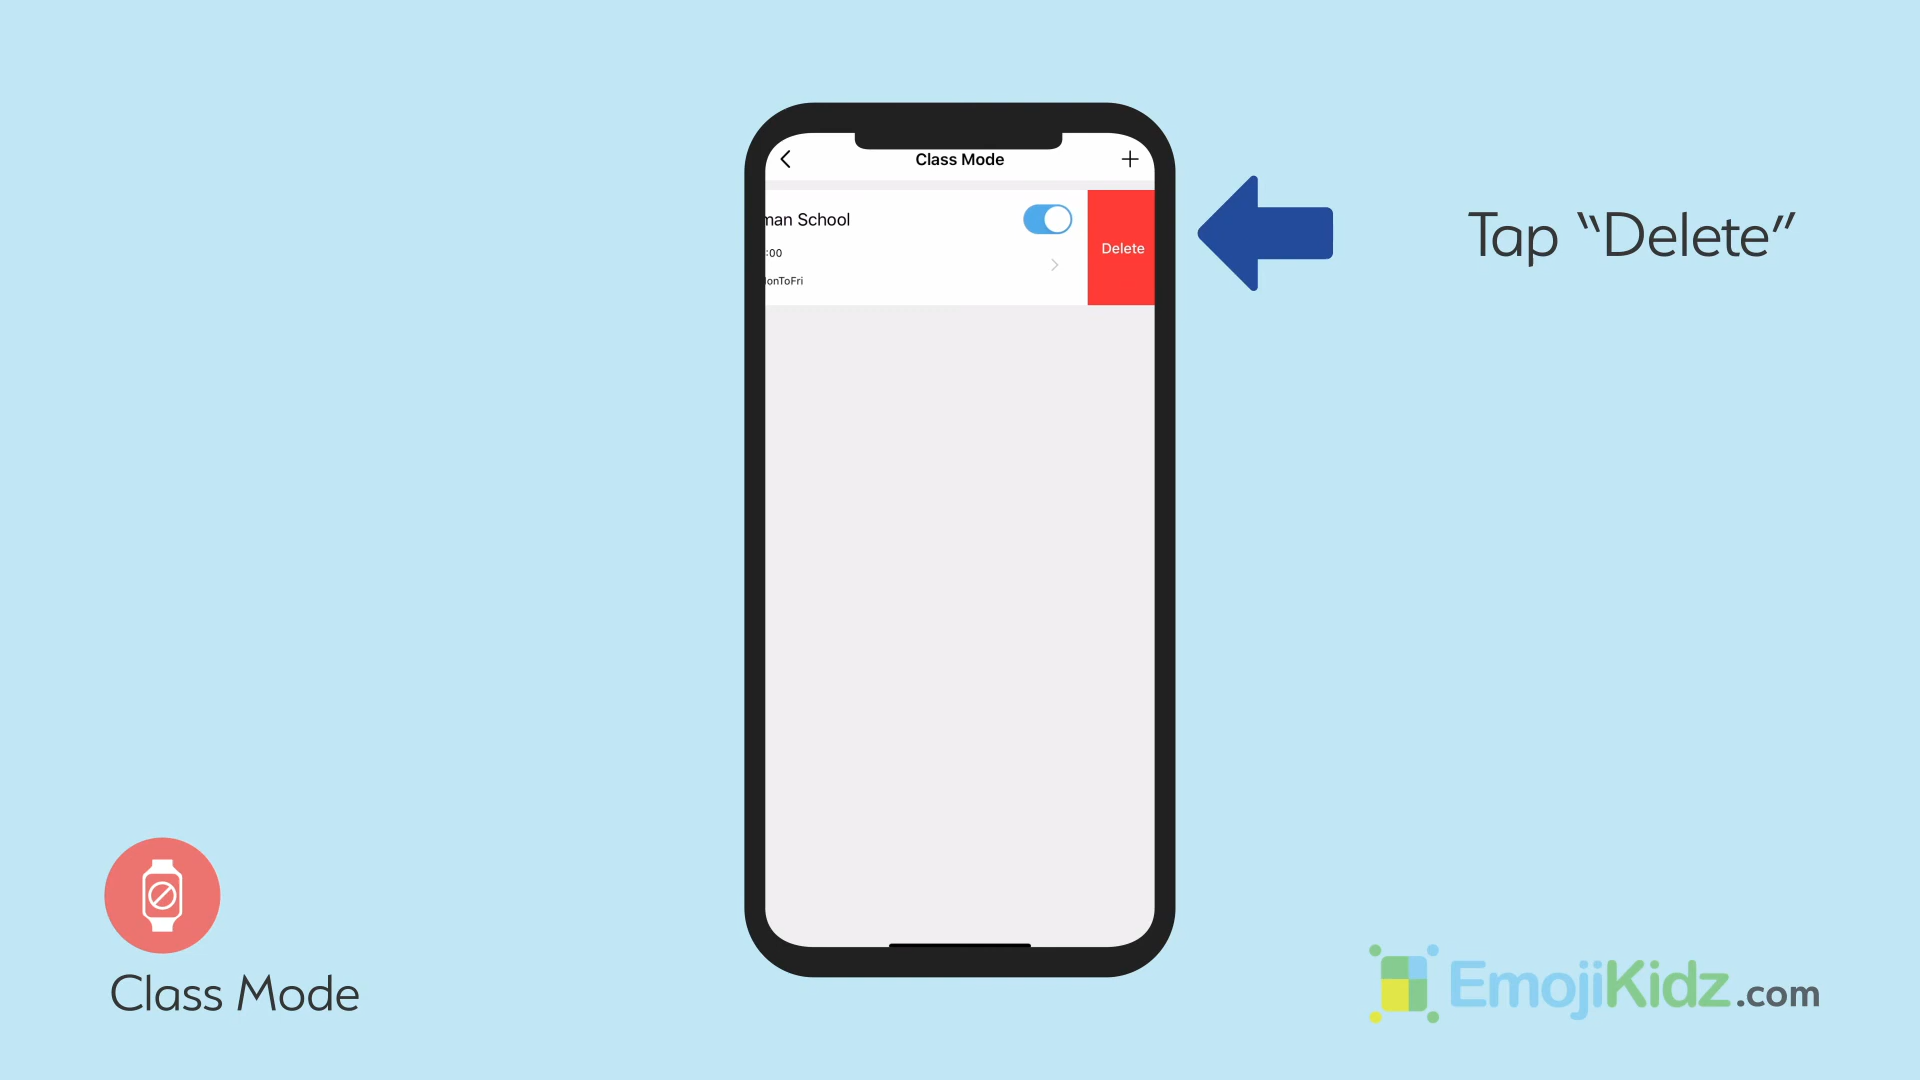 Class Mode
man School
Delete
:00
onToFri
Tap “Delete”
Class Mode
EmojiKidz.com